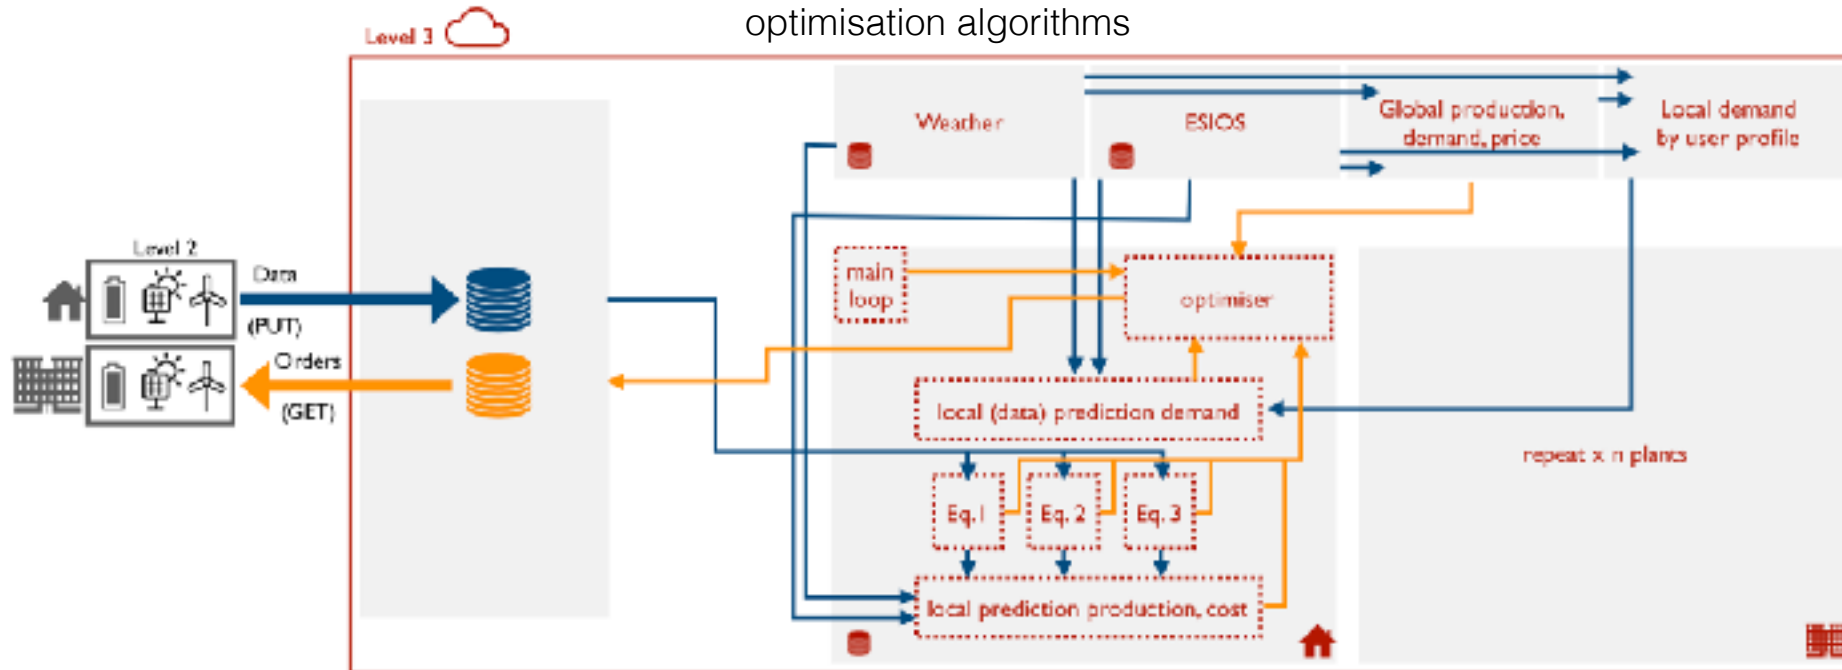 optimisation algorithms
Level 3
Weather
ESIOS
Global production,
demand, price
Local demand
by user profile
Level 2
Data
(PUT)
Orders
(GET)
main
loop
optimiser
local (data) prediction demand
Eq. 1
Eq. 2
Eq. 3
local prediction production, cost
repeat x n plants